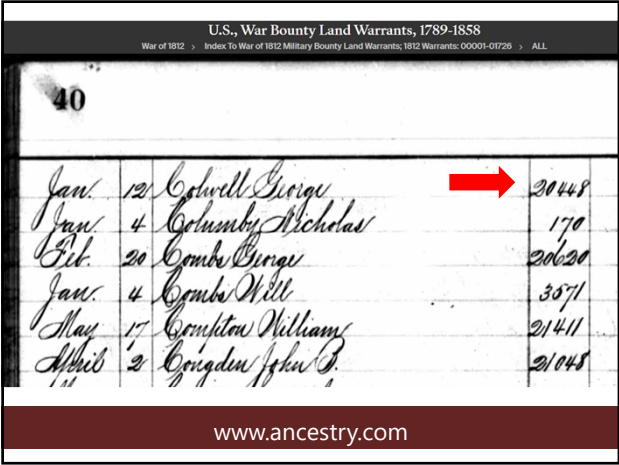 U.S., War Bounty Land Warrants, 1789-1858
War of 1812 > Index To War of 1812 Military Bounty Land Warrants; 1812 Warrants: 00001-01726 > ALL
40
Jan. 12 Colwell George 20448
Jan. 4 Columby Nicholas 170
Feb. 20 Combs George 20620
Jan. 4 Combs Will 3571
May 17 Compton William 21411
April 2 Congden John B. 21048
www.ancestry.com